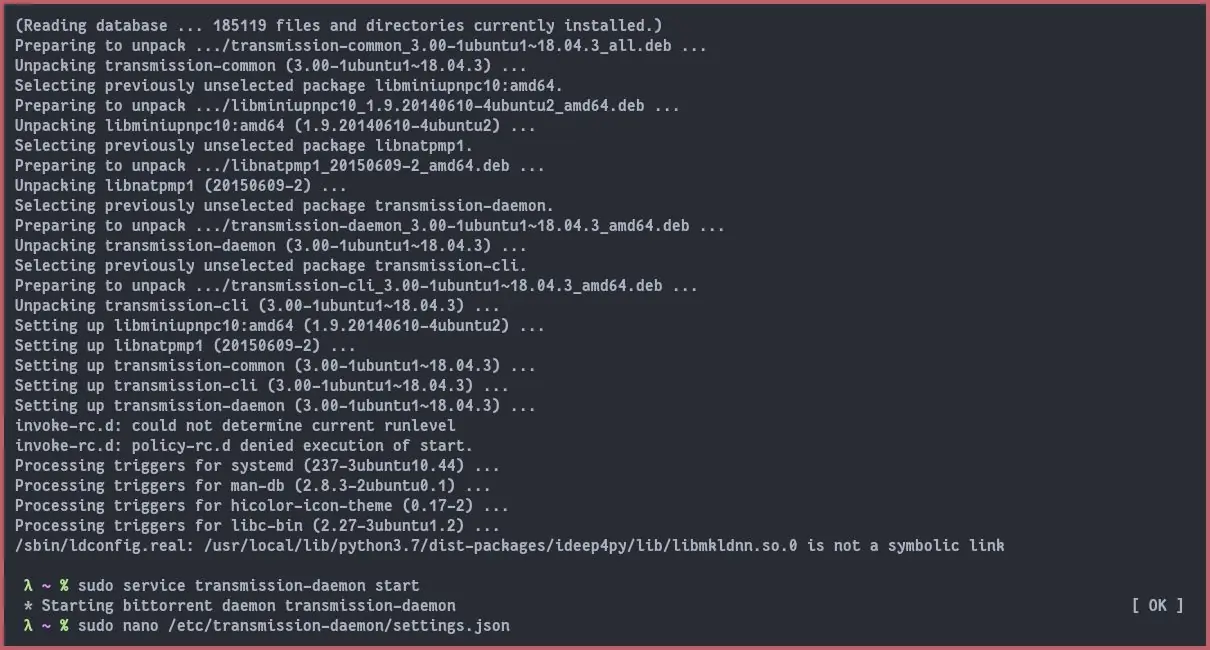 (Reading database ... 185119 files and directories currently installed.)
Preparing to unpack .../transmission-common_3.00-1ubuntu1~18.04.3_all.deb ...
Unpacking transmission-common (3.00-1ubuntu1~18.04.3) ...
Selecting previously unselected package libminiupnpc10:amd64.
Preparing to unpack .../libminiupnpc10_1.9.20140610-4ubuntu2_amd64.deb ...
Unpacking libminiupnpc10:amd64 (1.9.20140610-4ubuntu2) ...
Selecting previously unselected package libnatpmp1.
Preparing to unpack .../libnatpmp1_20150609-2_amd64.deb ...
Unpacking libnatpmp1 (20150609-2) ...
Selecting previously unselected package transmission-daemon.
Preparing to unpack .../transmission-daemon_3.00-1ubuntu1~18.04.3_amd64.deb ...
Unpacking transmission-daemon (3.00-1ubuntu1~18.04.3) ...
Selecting previously unselected package transmission-cli.
Preparing to unpack .../transmission-cli_3.00-1ubuntu1~18.04.3_amd64.deb ...
Unpacking transmission-cli (3.00-1ubuntu1~18.04.3) ...
Setting up libminiupnpc10:amd64 (1.9.20140610-4ubuntu2) ...
Setting up libnatpmp1 (20150609-2) ...
Setting up transmission-common (3.00-1ubuntu1~18.04.3) ...
Setting up transmission-cli (3.00-1ubuntu1~18.04.3) ...
Setting up transmission-daemon (3.00-1ubuntu1~18.04.3) ...
invoke-rc.d: could not determine current runlevel
invoke-rc.d: policy-rc.d denied execution of start.
Processing triggers for systemd (237-3ubuntu10.44) ...
Processing triggers for man-db (2.8.3-2ubuntu0.1) ...
Processing triggers for hicolor-icon-theme (0.17-2) ...
Processing triggers for libc-bin (2.27-3ubuntu1.2) ...
/sbin/ldconfig.real: /usr/local/lib/python3.7/dist-packages/ideep4py/lib/libmkldnn.so.0 is not a symbolic link
λ ~ % sudo service transmission-daemon start
* Starting bittorrent daemon transmission-daemon [ OK ]
λ ~ % sudo nano /etc/transmission-daemon/settings.json